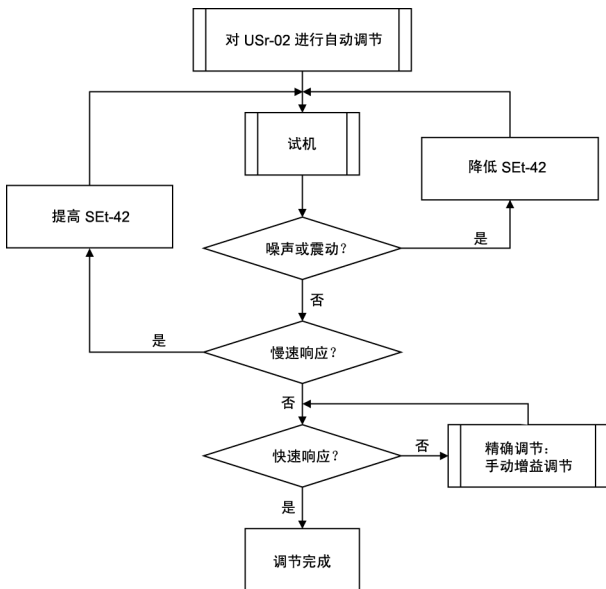 对 USr-02 进行自动调节
试机
降低 SEt-42
提高 SEt-42
噪声或震动？
是
否
是
慢速响应？
否
快速响应？
否
精确调节：
手动增益调节
是
调节完成